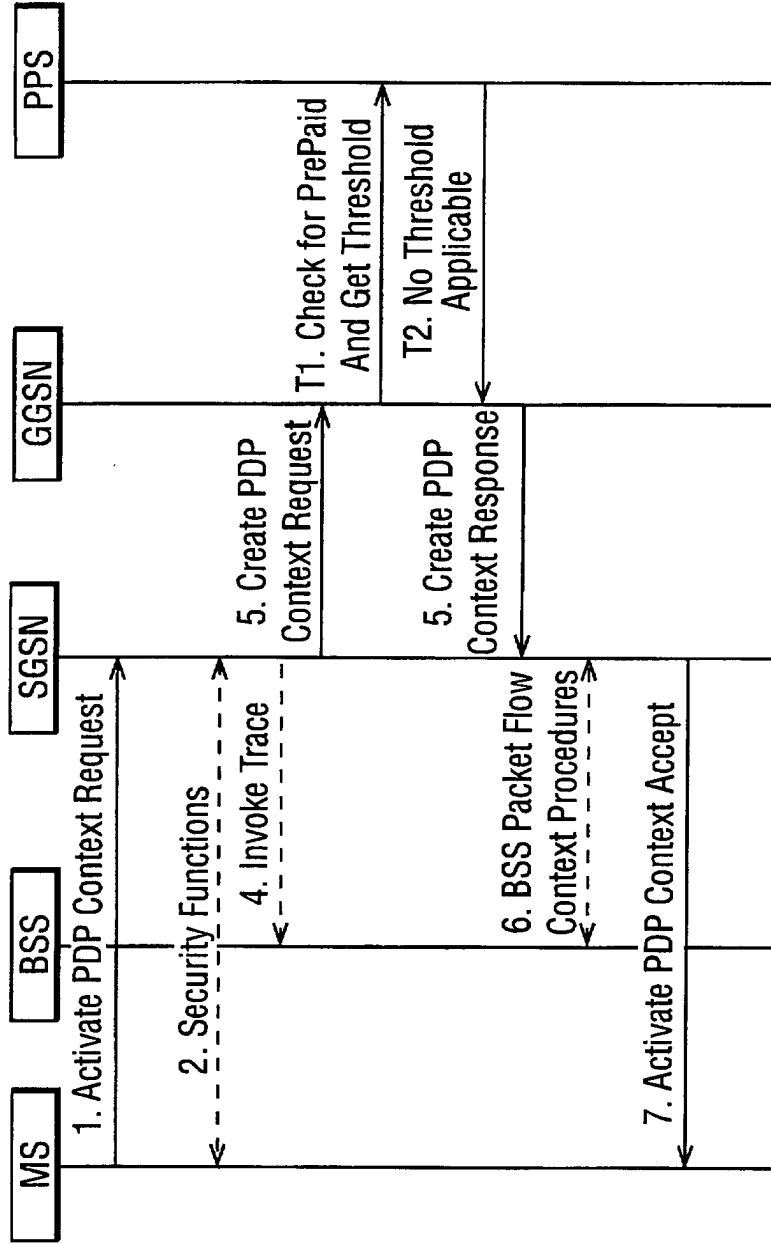 MS
BSS
SGSN
GGSN
PPS
1. Activate PDP Context Request
2. Security Functions
4. Invoke Trace
5. Create PDP
Context Request
T1. Check for PrePaid
And Get Threshold
T2. No Threshold
Applicable
5. Create PDP
Context Response
6. BSS Packet Flow
Context Procedures
7. Activate PDP Context Accept